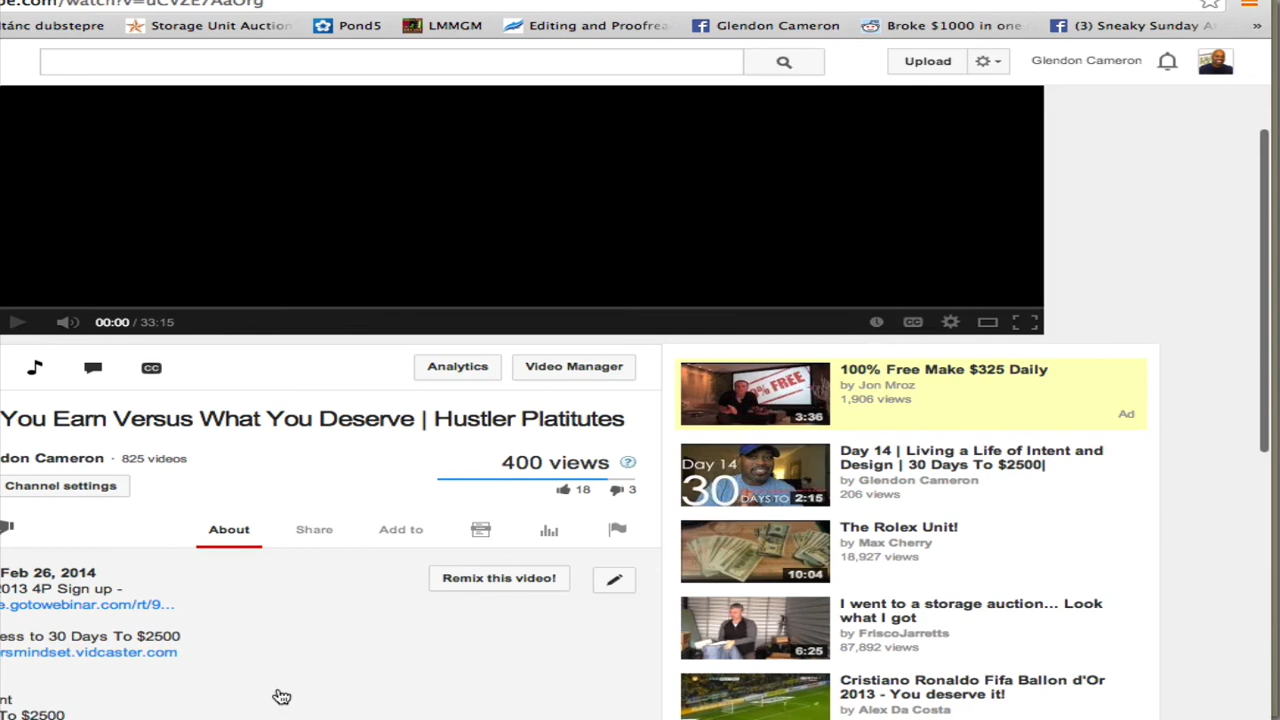 be.com/watch?v=uCVZE7AaOrg
tánc dubstepre
Storage Unit Auction
Pond5
LMMGM
Editing and Proofrea
Glendon Cameron
Broke $1000 in one
(3) Sneaky Sunday A
»
Upload
Glendon Cameron
00:00 / 33:15
CC
CC
Analytics
Video Manager
You Earn Versus What You Deserve | Hustler Platitutes
don Cameron · 825 videos
400 views
?
Channel settings
18
3
About
Share
Add to
Feb 26, 2014
2013 4P Sign up -
e.gotowebinar.com/rt/9...
Remix this video!
ess to 30 Days To $2500
rsmindset.vidcaster.com
nt
To $2500
% FREE
3:36
100% Free Make $325 Daily
by Jon Mroz
1,906 views
Ad
Day 14
30
DAYS TO
2:15
Day 14 | Living a Life of Intent and
Design | 30 Days To $2500|
by Glendon Cameron
206 views
10:04
The Rolex Unit!
by Max Cherry
18,927 views
6:25
I went to a storage auction... Look
what I got
by FriscoJarretts
87,892 views
Cristiano Ronaldo Fifa Ballon d'Or
2013 - You deserve it!
by Alex Da Costa